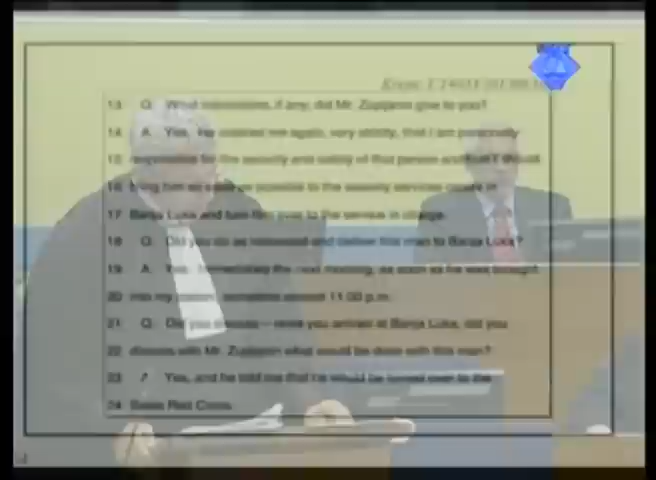 13 Q. What instructions, if any, did Mr. Zupljanin give to you?
14 A. Yes. He ordered me again, very strictly, that I am personally
15 responsible for the security and safety of this person and that I should
16 bring him as soon as possible to the security services centre in
17 Banja Luka and turn him over to the service in charge.
18 Q. Did you do as instructed and deliver this man to Banja Luka?
19 A. Yes. Immediately the next morning, as soon as he was brought
20 into my sometime around 11.00 p.m.
21 Q. Did you discuss -- once you arrived at Banja Luka, did you
22 discuss with Mr. Zupljanin what would be done with this man?
23 Yes, and he told me that he would be turned over to the
24 Swiss Red Cross.